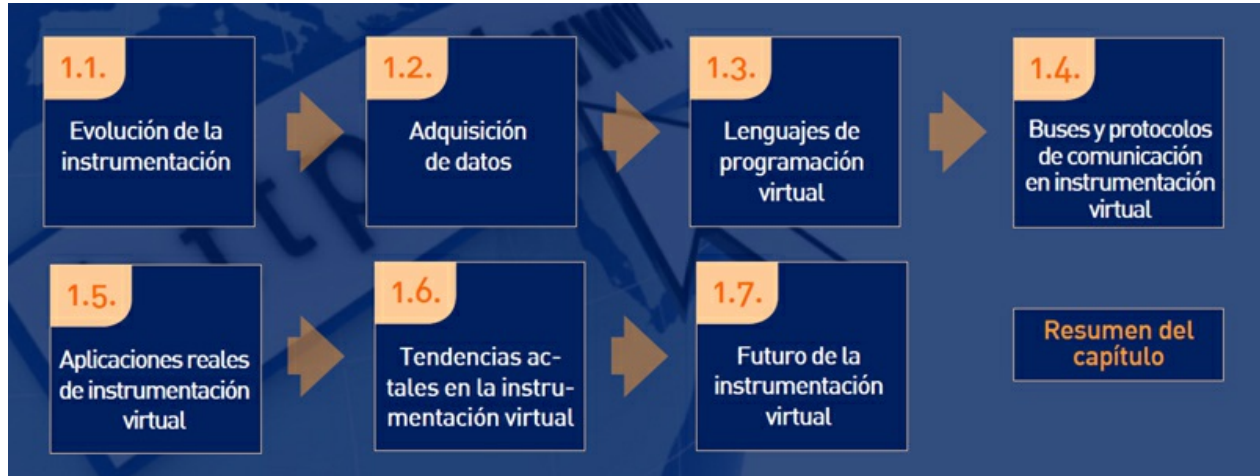 1.1.
Evolución de la
instrumentación
1.2.
Adquisición
de datos
1.3.
Lenguajes de
programación
virtual
1.4.
Buses y protocolos
de comunicación
en instrumentación
virtual
1.5.
Aplicaciones reales
de instrumentación
virtual
1.6.
Tendencias ac-
tales en la instru-
mentación virtual
1.7.
Futuro de la
instrumentación
virtual
Resumen del
capítulo
www.
rtp